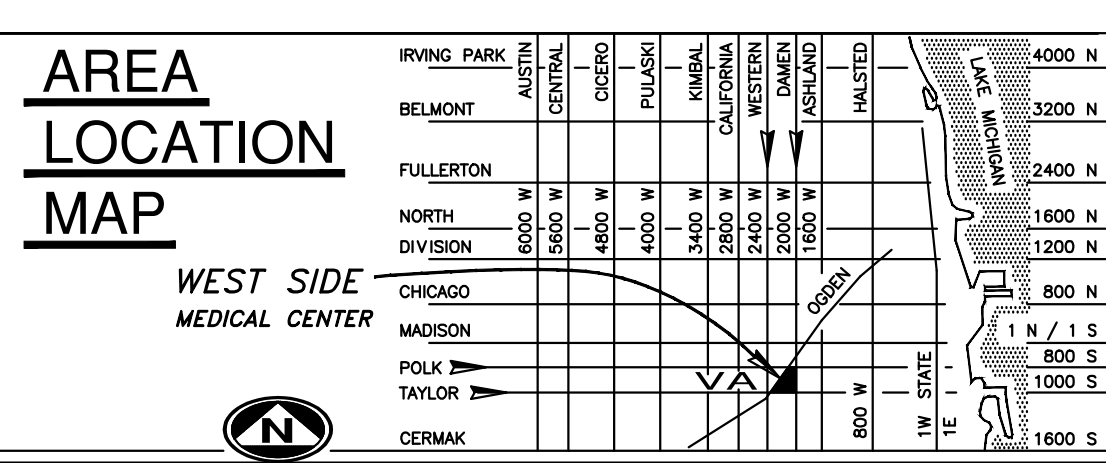 AREA
LOCATION
MAP
WEST SIDE
MEDICAL CENTER
N
IRVING PARK
BELMONT
FULLERTON
NORTH
DIVISION
CHICAGO
MADISON
POLK
TAYLOR
CERMAK
AUSTIN
CENTRAL
CICERO
PULASKI
KIMBAL
CALIFORNIA
WESTERN
DAMEN
ASHLAND
HALSTED
6000 W
5600 W
4800 W
4000 W
3400 W
2800 W
2400 W
2000 W
1600 W
800 W
OGDEN
VA
1W STATE
1E
LAKE MICHIGAN
4000 N
3200 N
2400 N
1600 N
1200 N
800 N
1 N / 1 S
800 S
1000 S
1600 S